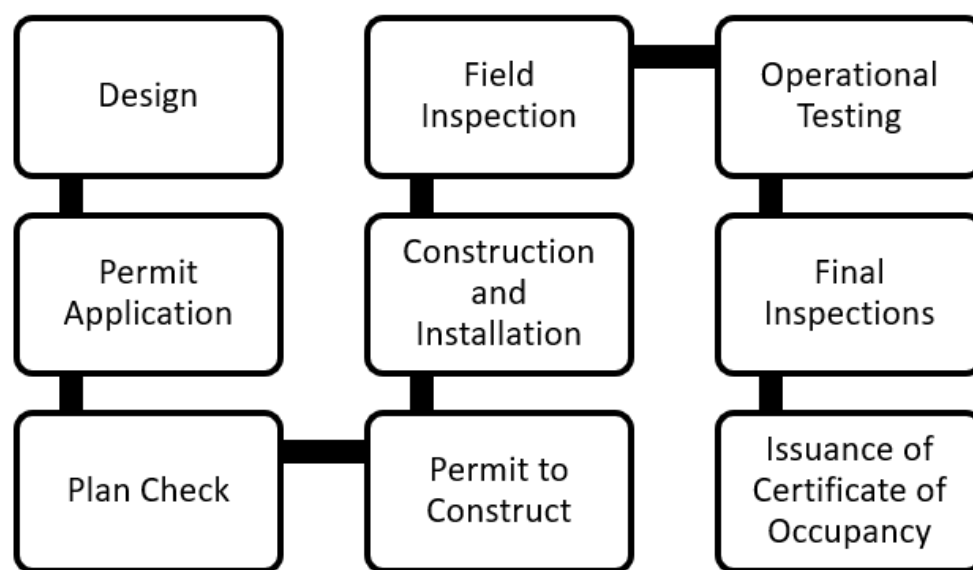 Design
Permit
Application
Plan Check
Permit to
Construct
Construction
and
Installation
Field
Inspection
Operational
Testing
Final
Inspections
Issuance of
Certificate of
Occupancy